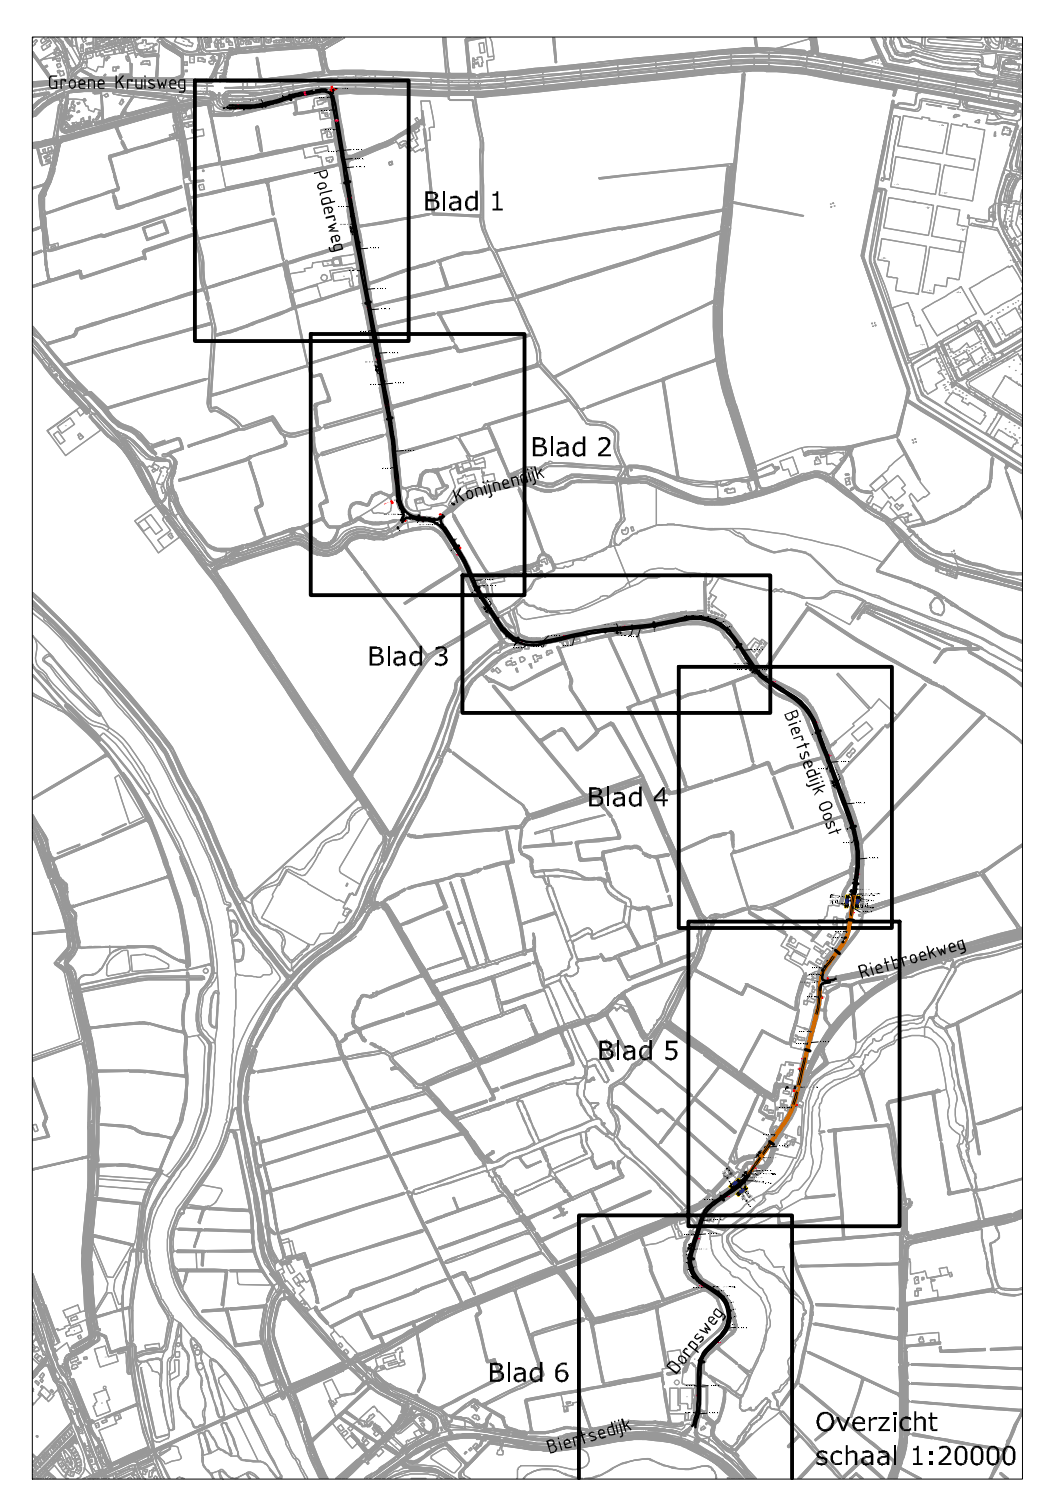 Groene Kruisweg
Polderweg
Blad 1
Blad 2
Konijnendijk
Blad 3
Biertsedijk Oost
Blad 4
Rietbroekweg
Blad 5
Dorpsweg
Blad 6
Biertsedijk
Overzicht
schaal 1:20000